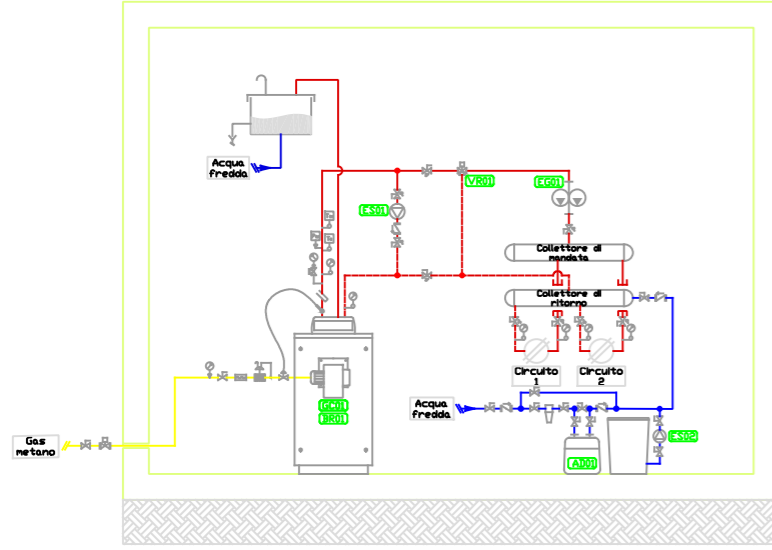 Acqua
fredda
VR01
EG01
ES01
Collettore di
mandata
Collettore di
ritorno
Circuito
1
Circuito
2
GC01
BR01
Acqua
fredda
Gas
metano
ES02
AD01